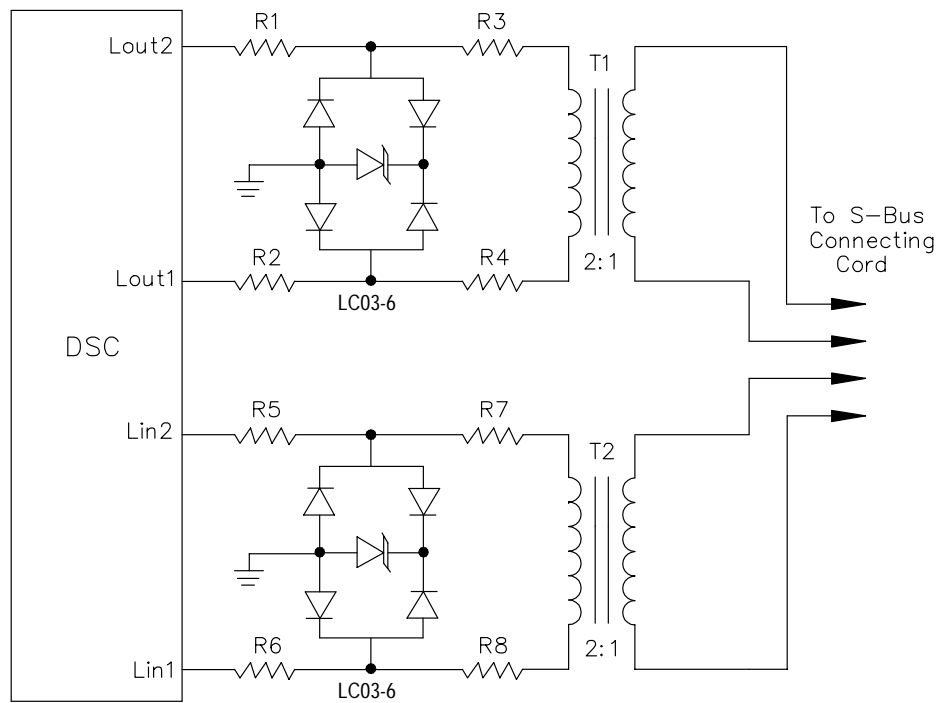 Lout2
R1
R3
T1
R2
R4
2:1
Lout1
LC03-6
To S-Bus
Connecting
Cord
DSC
Lin2
R5
R7
T2
R6
R8
2:1
Lin1
LC03-6